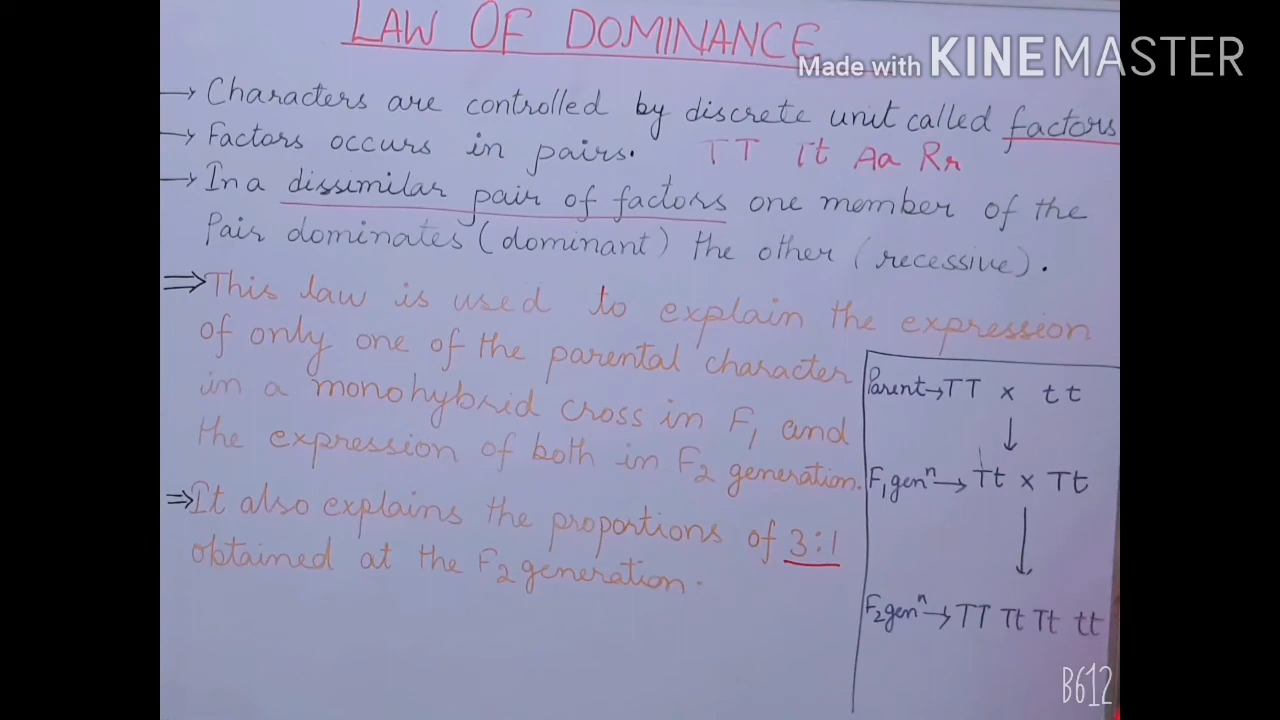 LAW OF DOMINANCE
Made with KINEMASTER
→ Characters are controlled by discrete unit called factors
→ Factors occurs in pairs. TT Tt Aa Rr
→ In a dissimilar pair of factors one member of the
Pair dominates (dominant) the other (recessive).
⇒ This law is used to explain the expression
of only one of the parental character
in a monohybrid cross in F₁ and
the expression of both in F₂ generation.
⇒ It also explains the proportions of 3:1
obtained at the F₂ generation.
Parent → TT × tt
↓
F₁ genⁿ → Tt × Tt
↓
F₂ genⁿ → TT Tt Tt tt
B612